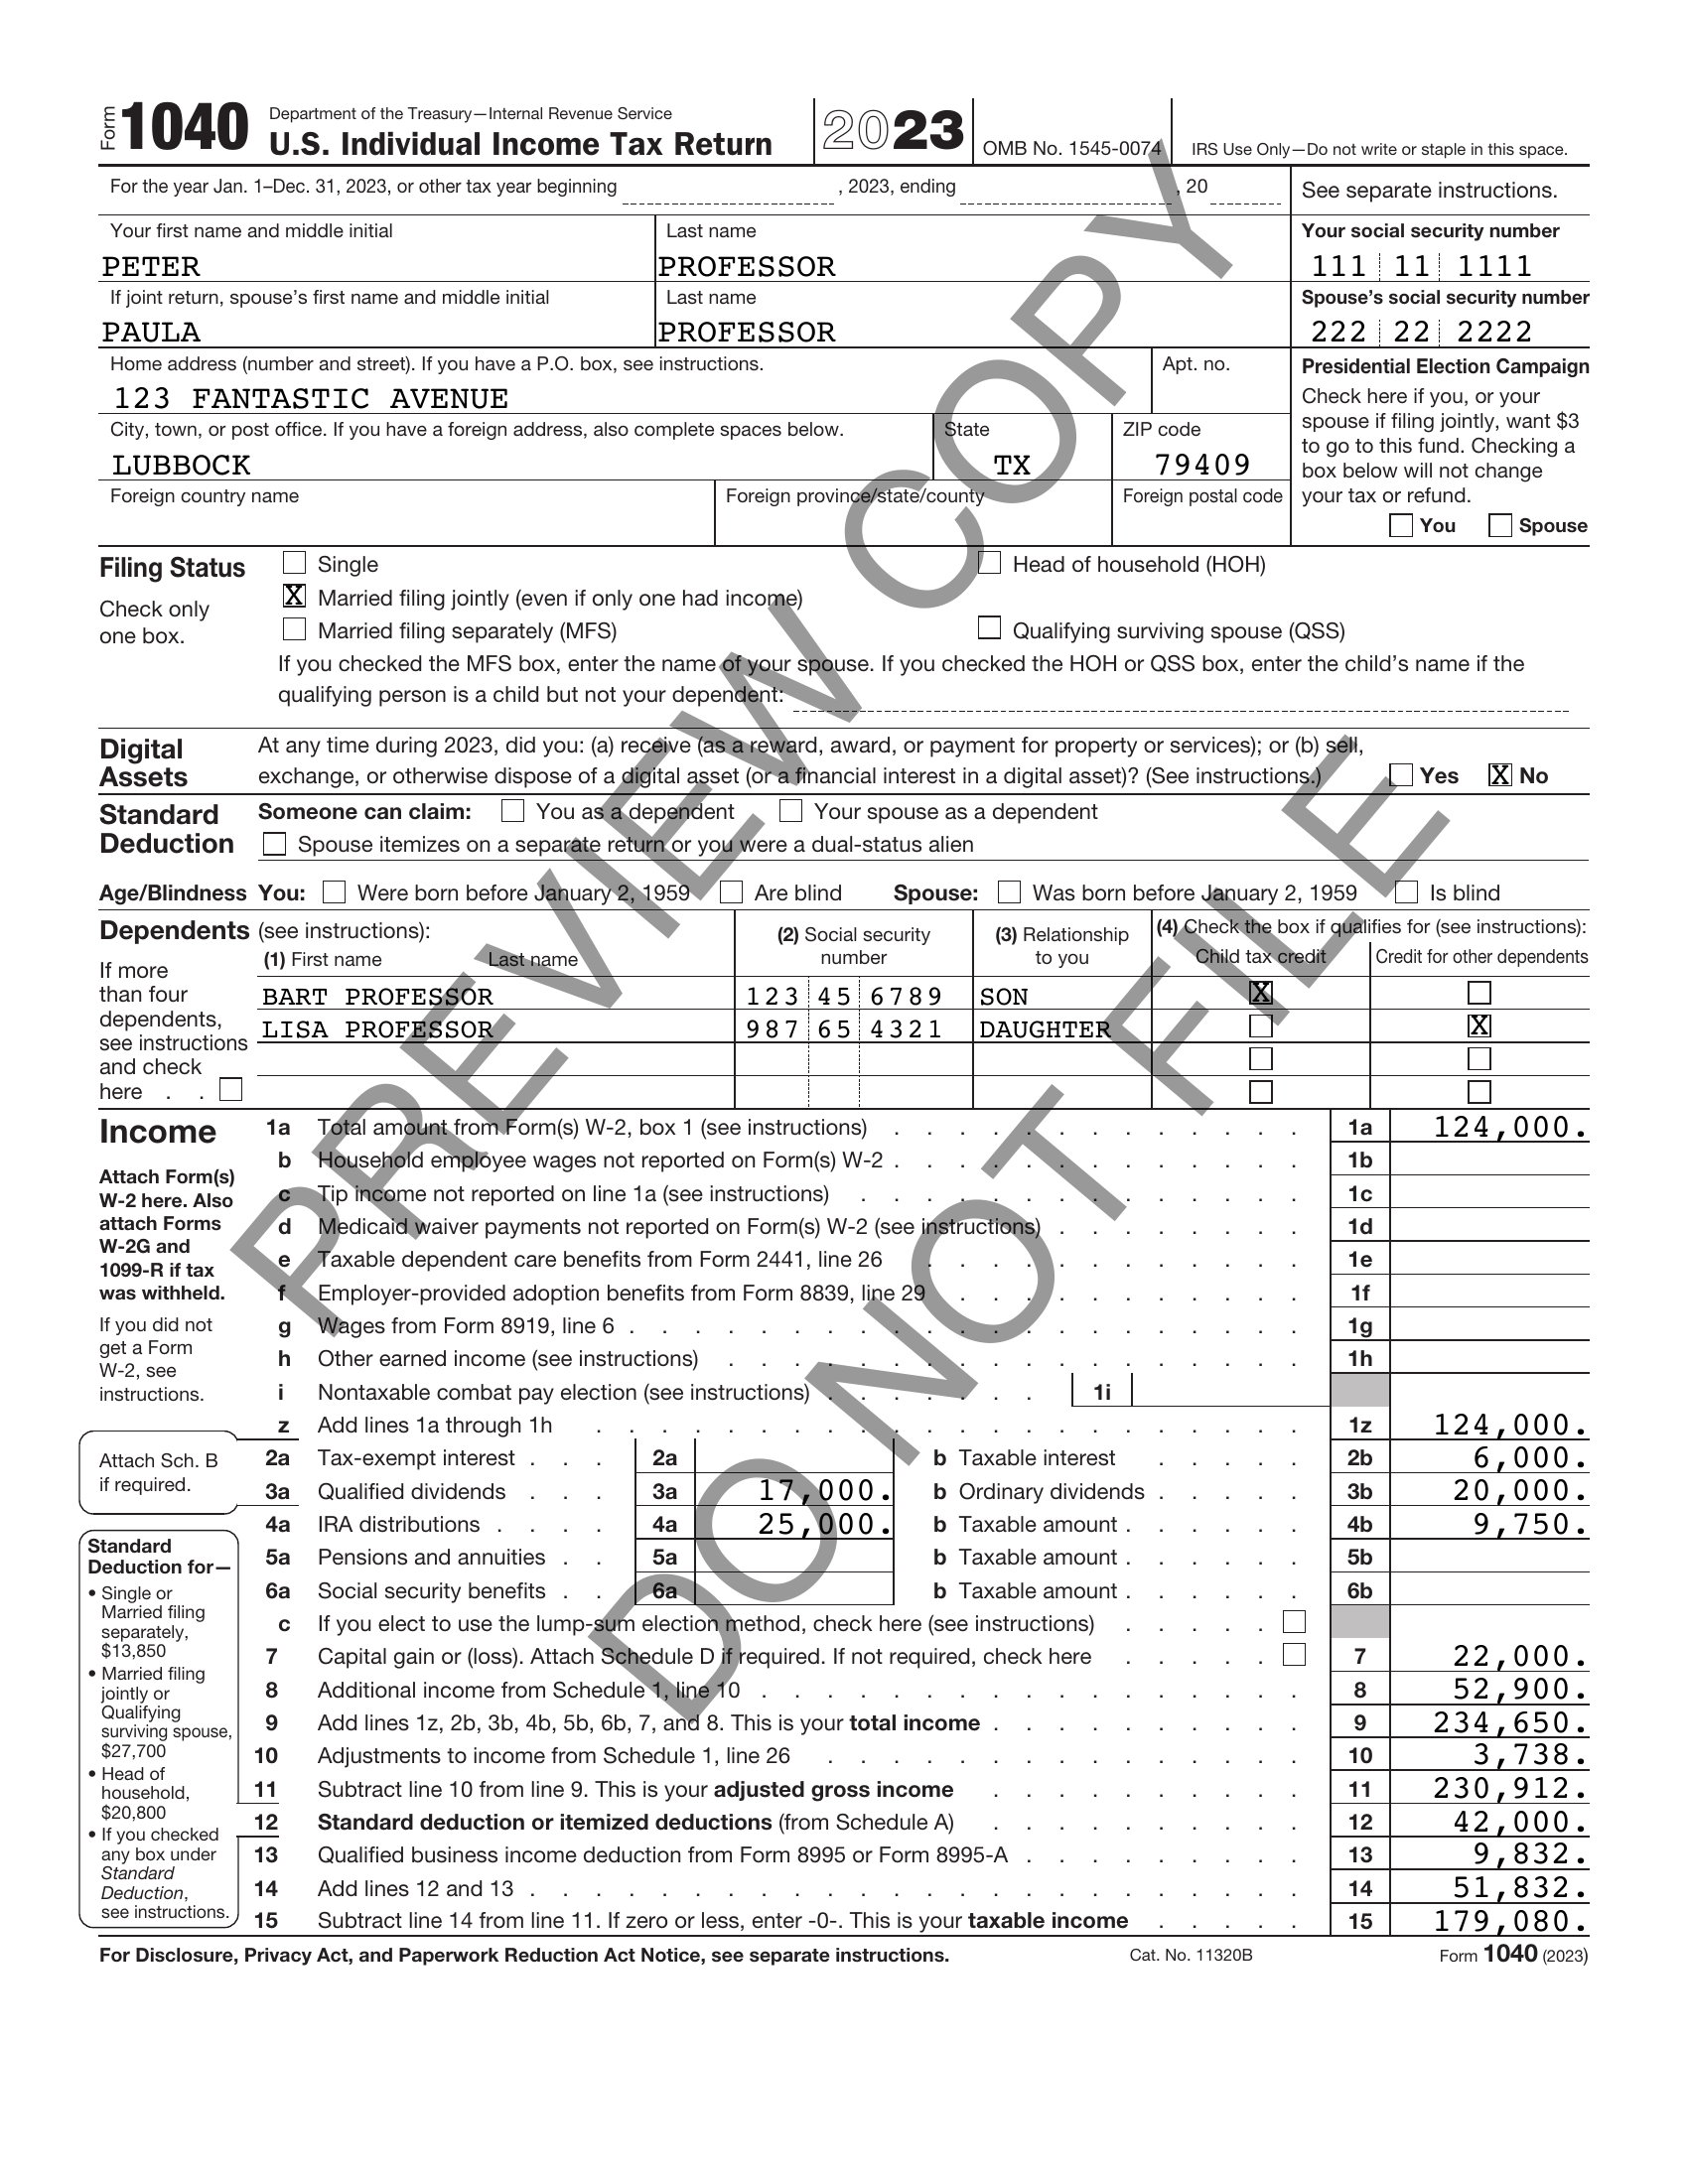 Form 1040 Department of the Treasury—Internal Revenue Service
U.S. Individual Income Tax Return 2023 OMB No. 1545-0074 IRS Use Only—Do not write or staple in this space.
For the year Jan. 1–Dec. 31, 2023, or other tax year beginning , 2023, ending , 20 See separate instructions.
Your first name and middle initial Last name Your social security number
PETER PROFESSOR 111 11 1111
If joint return, spouse's first name and middle initial Last name Spouse's social security number
PAULA PROFESSOR 222 22 2222
Home address (number and street). If you have a P.O. box, see instructions. Apt. no.
123 FANTASTIC AVENUE
City, town, or post office. If you have a foreign address, also complete spaces below. State ZIP code
LUBBOCK TX 79409
Foreign country name Foreign province/state/county Foreign postal code
Presidential Election Campaign
Check here if you, or your
spouse if filing jointly, want $3
to go to this fund. Checking a
box below will not change
your tax or refund.
You Spouse
Filing Status
Check only
one box.
Single Head of household (HOH)
X Married filing jointly (even if only one had income)
Married filing separately (MFS) Qualifying surviving spouse (QSS)
If you checked the MFS box, enter the name of your spouse. If you checked the HOH or QSS box, enter the child's name if the
qualifying person is a child but not your dependent:
Digital
Assets
At any time during 2023, did you: (a) receive (as a reward, award, or payment for property or services); or (b) sell,
exchange, or otherwise dispose of a digital asset (or a financial interest in a digital asset)? (See instructions.) Yes X No
Standard
Deduction
Someone can claim: You as a dependent Your spouse as a dependent
Spouse itemizes on a separate return or you were a dual-status alien
Age/Blindness You: Were born before January 2, 1959 Are blind Spouse: Was born before January 2, 1959 Is blind
Dependents (see instructions):
(1) First name Last name (2) Social security number (3) Relationship to you (4) Check the box if qualifies for (see instructions):
Child tax credit Credit for other dependents
If more
than four
dependents,
see instructions
and check
here . .
BART PROFESSOR 123 45 6789 SON X
LISA PROFESSOR 987 65 4321 DAUGHTER X
Income
Attach Form(s)
W-2 here. Also
attach Forms
W-2G and
1099-R if tax
was withheld.
If you did not
get a Form
W-2, see
instructions.
1a Total amount from Form(s) W-2, box 1 (see instructions) 1a 124,000.
b Household employee wages not reported on Form(s) W-2 1b
c Tip income not reported on line 1a (see instructions) 1c
d Medicaid waiver payments not reported on Form(s) W-2 (see instructions) 1d
e Taxable dependent care benefits from Form 2441, line 26 1e
f Employer-provided adoption benefits from Form 8839, line 29 1f
g Wages from Form 8919, line 6 1g
h Other earned income (see instructions) 1h
i Nontaxable combat pay election (see instructions) 1i
z Add lines 1a through 1h 1z 124,000.
Attach Sch. B
if required.
2a Tax-exempt interest 2a b Taxable interest 2b 6,000.
3a Qualified dividends 3a 17,000. b Ordinary dividends 3b 20,000.
4a IRA distributions 4a 25,000. b Taxable amount 4b 9,750.
5a Pensions and annuities 5a b Taxable amount 5b
6a Social security benefits 6a b Taxable amount 6b
c If you elect to use the lump-sum election method, check here (see instructions)
7 Capital gain or (loss). Attach Schedule D if required. If not required, check here 7 22,000.
8 Additional income from Schedule 1, line 10 8 52,900.
9 Add lines 1z, 2b, 3b, 4b, 5b, 6b, 7, and 8. This is your total income 9 234,650.
10 Adjustments to income from Schedule 1, line 26 10 3,738.
11 Subtract line 10 from line 9. This is your adjusted gross income 11 230,912.
12 Standard deduction or itemized deductions (from Schedule A) 12 42,000.
13 Qualified business income deduction from Form 8995 or Form 8995-A 13 9,832.
14 Add lines 12 and 13 14 51,832.
15 Subtract line 14 from line 11. If zero or less, enter -0-. This is your taxable income 15 179,080.
Standard
Deduction for—
• Single or
Married filing
separately,
$13,850
• Married filing
jointly or
Qualifying
surviving spouse,
$27,700
• Head of
household,
$20,800
• If you checked
any box under
Standard
Deduction,
see instructions.
For Disclosure, Privacy Act, and Paperwork Reduction Act Notice, see separate instructions. Cat. No. 11320B Form 1040 (2023)
PREVIEW COPY
DO NOT FILE